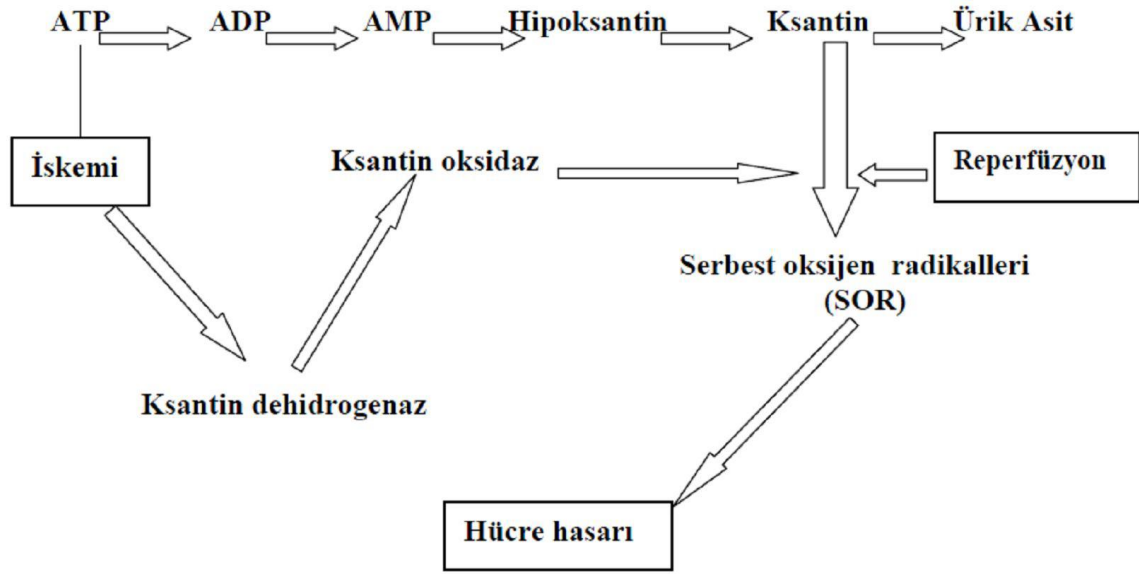 ATP ADP AMP Hipoksantin Ksantin Ürik Asit
İskemi
Ksantin oksidaz
Reperfüzyon
Serbest oksijen radikalleri
(SOR)
Ksantin dehidrogenaz
Hücre hasarı